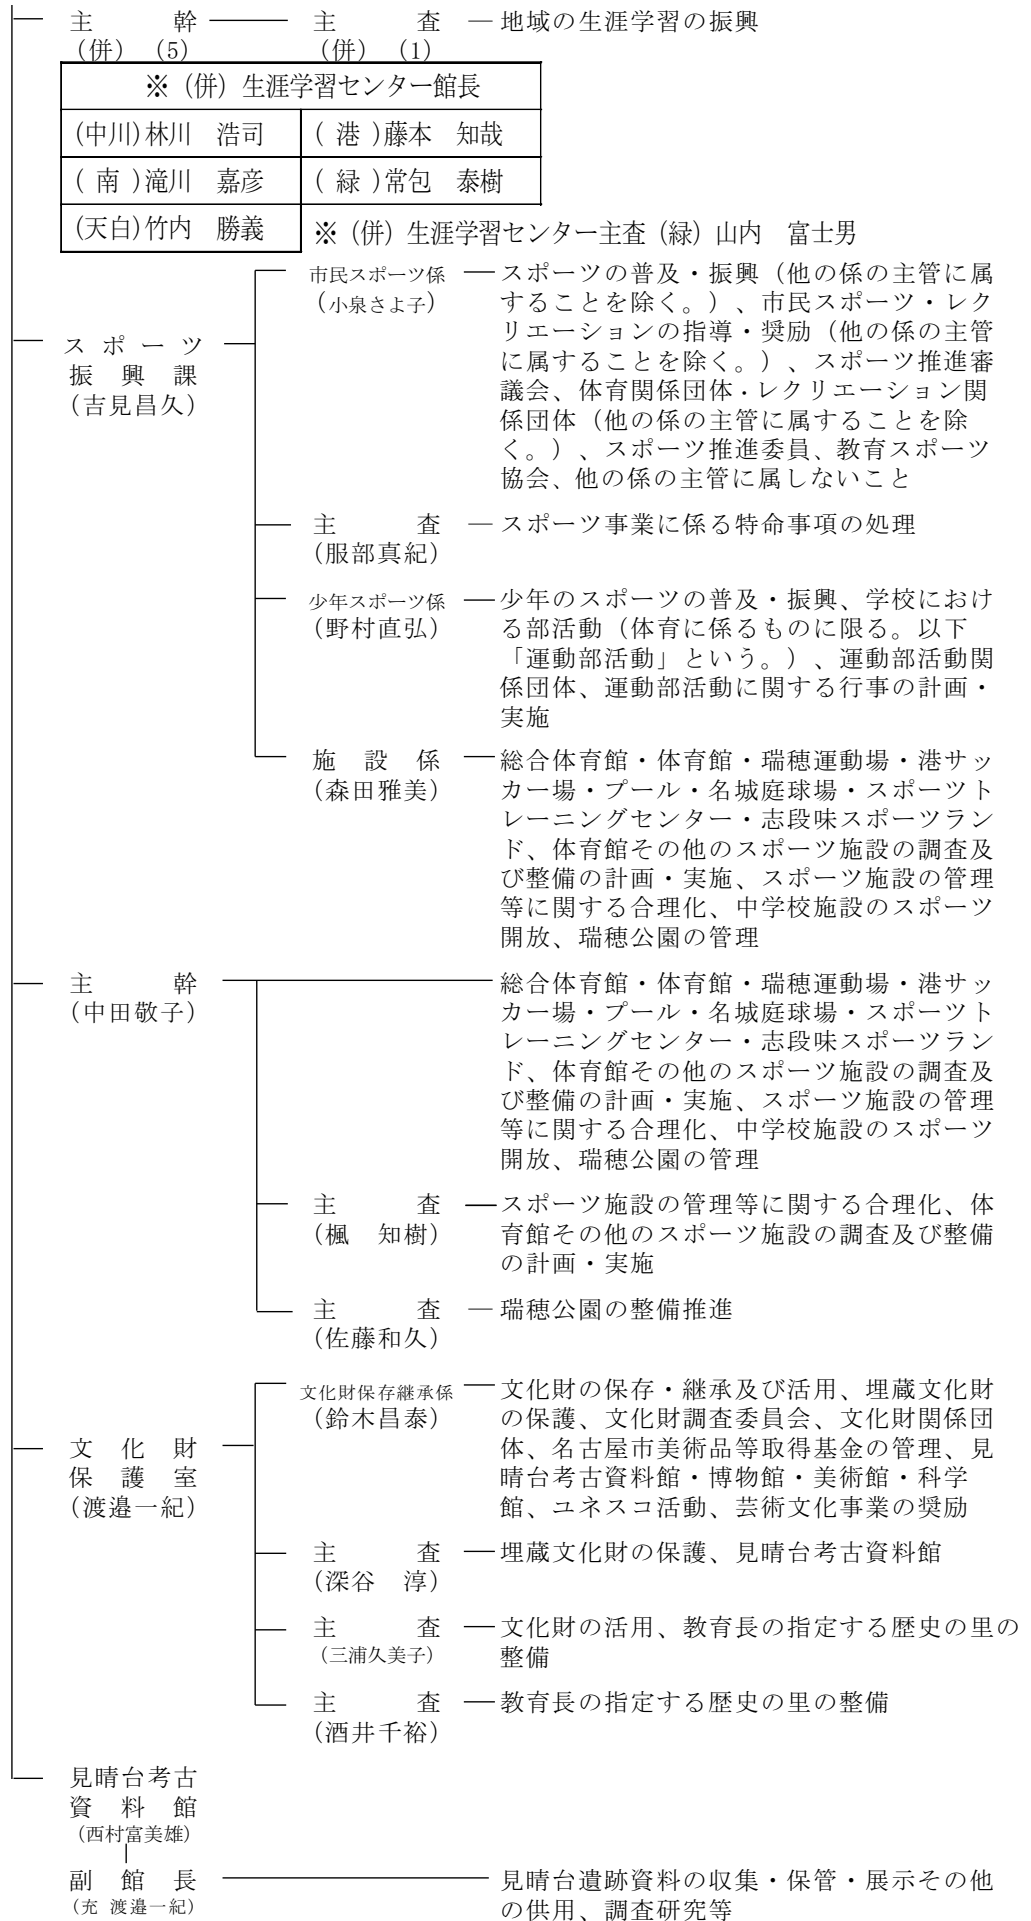 主　　　幹 ――― 主　　　査 ― 地域の生涯学習の振興
（併）　(5)　　（併）　(1)
※（併）生涯学習センター館長
(中川)林川　浩司　( 港 )藤本　知哉
( 南 )滝川　嘉彦　( 緑 )常包　泰樹
(天白)竹内　勝義　※（併）生涯学習センター主査 (緑) 山内　富士男
スポーツ
振興課
（吉見昌久）
市民スポーツ係
（小泉さよ子）
スポーツの普及・振興（他の係の主管に属
することを除く。）、市民スポーツ・レク
リエーションの指導・奨励（他の係の主管
に属することを除く。）、スポーツ推進審
議会、体育関係団体・レクリエーション関
係団体（他の係の主管に属することを除
く。）、スポーツ推進委員、教育スポーツ
協会、他の係の主管に属しないこと
主　　　査 ― スポーツ事業に係る特命事項の処理
（服部真紀）
少年スポーツ係
（野村直弘）
少年のスポーツの普及・振興、学校におけ
る部活動（体育に係るものに限る。以下
「運動部活動」という。）、運動部活動関
係団体、運動部活動に関する行事の計画・
実施
施　設　係
（森田雅美）
総合体育館・体育館・瑞穂運動場・港サッ
カー場・プール・名城庭球場・スポーツト
レーニングセンター・志段味スポーツラン
ド、体育館その他のスポーツ施設の調査及
び整備の計画・実施、スポーツ施設の管理
等に関する合理化、中学校施設のスポーツ
開放、瑞穂公園の管理
主　　　幹
（中田敬子）
総合体育館・体育館・瑞穂運動場・港サッ
カー場・プール・名城庭球場・スポーツト
レーニングセンター・志段味スポーツラン
ド、体育館その他のスポーツ施設の調査及
び整備の計画・実施、スポーツ施設の管理
等に関する合理化、中学校施設のスポーツ
開放、瑞穂公園の管理
主　　　査
（楓　知樹）
スポーツ施設の管理等に関する合理化、体
育館その他のスポーツ施設の調査及び整備
の計画・実施
主　　　査 ― 瑞穂公園の整備推進
（佐藤和久）
文　化　財
保　護　室
（渡邉一紀）
文化財保存継承係
（鈴木昌泰）
文化財の保存・継承及び活用、埋蔵文化財
の保護、文化財調査委員会、文化財関係団
体、名古屋市美術品等取得基金の管理、見
晴台考古資料館・博物館・美術館・科学
館、ユネスコ活動、芸術文化事業の奨励
主　　　査 ― 埋蔵文化財の保護、見晴台考古資料館
（深谷　淳）
主　　　査
（三浦久美子）
文化財の活用、教育長の指定する歴史の里の
整備
主　　　査 ― 教育長の指定する歴史の里の整備
（酒井千裕）
見晴台考古
資　料　館
（西村富美雄）
副　館　長
（充 渡邉一紀）
見晴台遺跡資料の収集・保管・展示その他
の供用、調査研究等